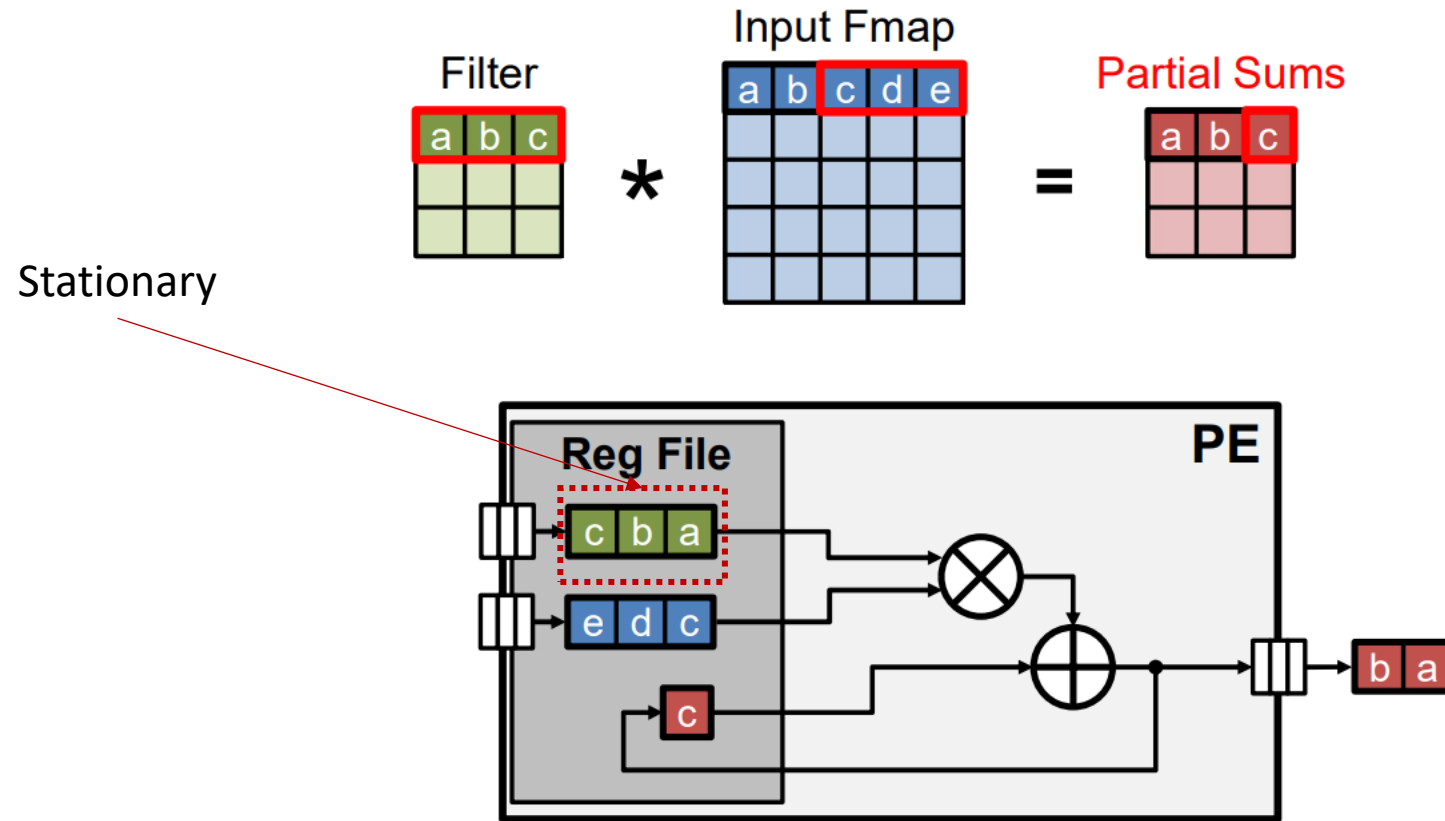 Input Fmap
Filter
Partial Sums
a b c d e
a b c
*
=
a b c
Stationary
Reg File
PE
c b a
e d c
c
b a